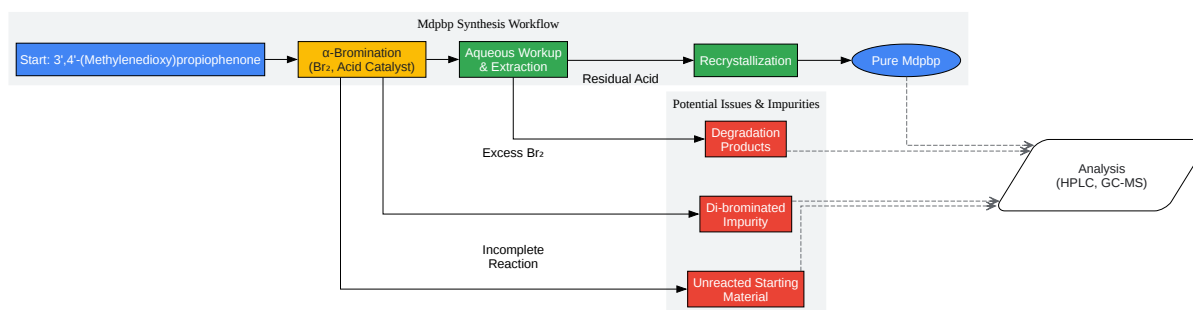 Mdpbp Synthesis Workflow
Start: 3',4'-(Methylenedioxy)propiophenone
α-Bromination
(Br₂, Acid Catalyst)
Aqueous Workup
& Extraction
Residual Acid
Recrystallization
Pure Mdpbp
Potential Issues & Impurities
Excess Br₂
Degradation
Products
Analysis
(HPLC, GC-MS)
Di-brominated
Impurity
Incomplete
Reaction
Unreacted Starting
Material